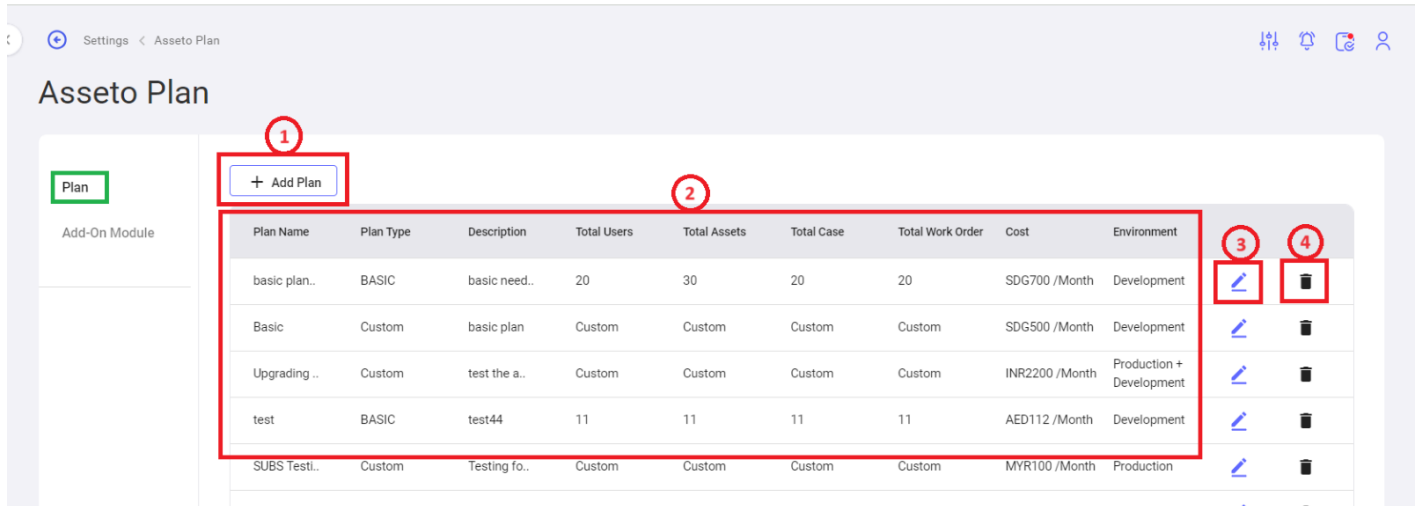 Settings < Asseto Plan
Asseto Plan
1
Plan
Add-On Module
+ Add Plan
2
Plan Name Plan Type Description Total Users Total Assets Total Case Total Work Order Cost Environment
3
4
basic plan.. BASIC basic need.. 20 30 20 20 SDG700 /Month Development
Basic Custom basic plan Custom Custom Custom Custom SDG500 /Month Development
Upgrading .. Custom test the a.. Custom Custom Custom Custom INR2200 /Month Production + Development
test BASIC test44 11 11 11 11 AED112 /Month Development
SUBS Testi.. Custom Testing fo.. Custom Custom Custom Custom MYR100 /Month Production